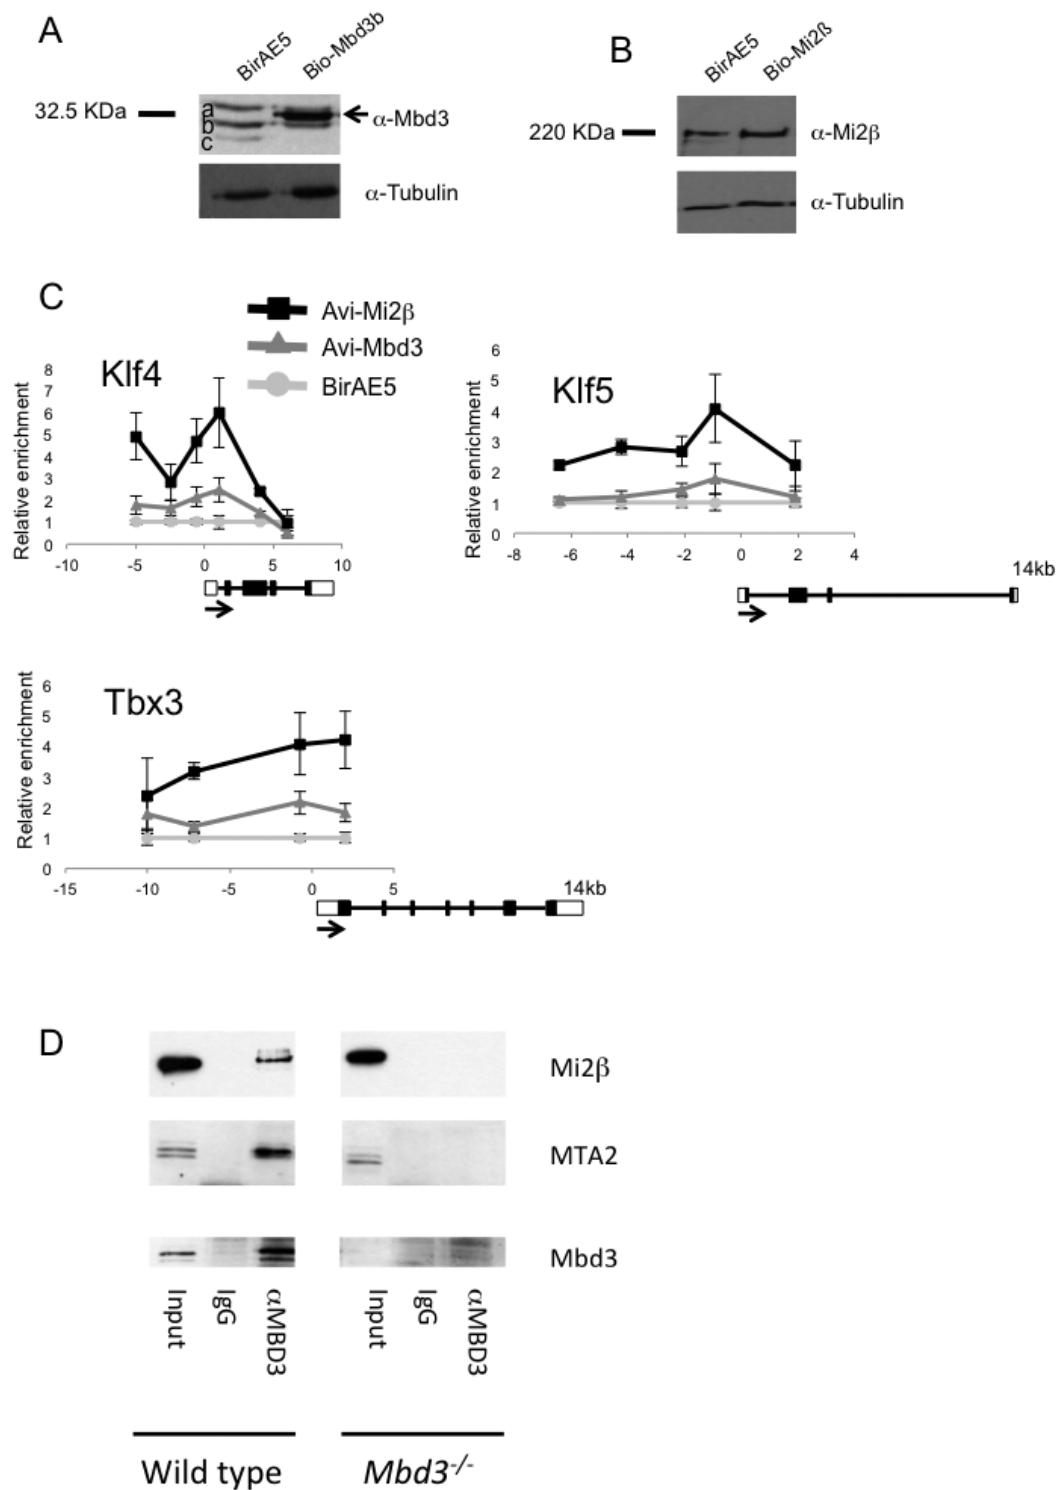 A
BirAE5
Bio-Mbd3b
32.5 KDa
a
b
c
α-Mbd3
α-Tubulin
B
BirAE5
Bio-Mi2ß
220 KDa
α-Mi2β
α-Tubulin
C
Avi-Mi2β
Avi-Mbd3
BirAE5
Klf4
Relative enrichment
8
7
6
5
4
3
2
1
0
-10
-5
0
5
10
Klf5
Relative enrichment
6
5
4
3
2
1
0
-8
-6
-4
-2
0
2
4
14kb
Tbx3
Relative enrichment
6
5
4
3
2
1
0
-15
-10
-5
0
5
14kb
D
Mi2β
MTA2
Mbd3
Input
IgG
αMBD3
Input
IgG
αMBD3
Wild type
Mbd3-/-